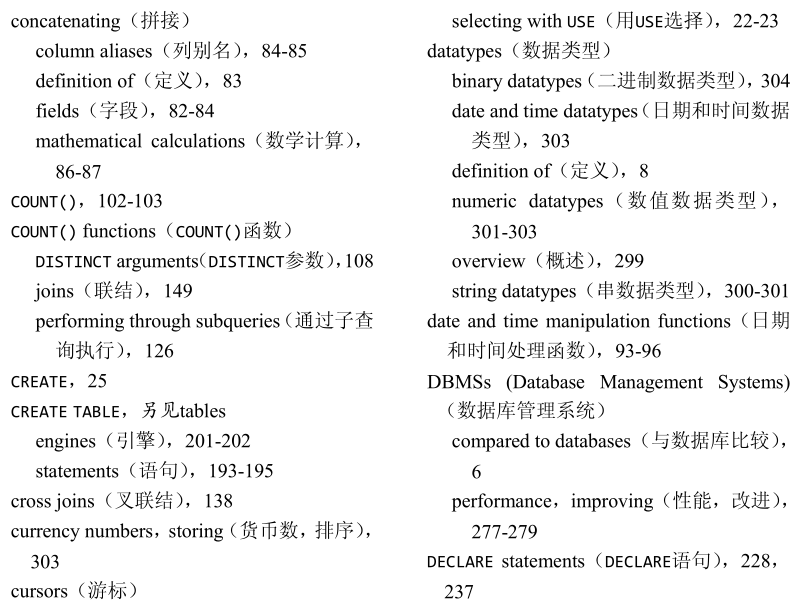 concatenating（拼接）
column aliases（列别名），84-85
definition of（定义），83
fields（字段），82-84
mathematical calculations（数学计算），
86-87
COUNT()，102-103
COUNT() functions（COUNT()函数）
DISTINCT arguments（DISTINCT参数），108
joins（联结），149
performing through subqueries（通过子查
询执行），126
CREATE，25
CREATE TABLE，另见tables
engines（引擎），201-202
statements（语句），193-195
cross joins（叉联结），138
currency numbers，storing（货币数，排序），
303
cursors（游标）
selecting with USE（用USE选择），22-23
datatypes（数据类型）
binary datatypes（二进制数据类型），304
date and time datatypes（日期和时间数据
类型），303
definition of（定义），8
numeric datatypes（数值数据类型），
301-303
overview（概述），299
string datatypes（串数据类型），300-301
date and time manipulation functions（日期
和时间处理函数），93-96
DBMSs (Database Management Systems)
（数据库管理系统）
compared to databases（与数据库比较），
6
performance，improving（性能，改进），
277-279
DECLARE statements（DECLARE语句），228，
237